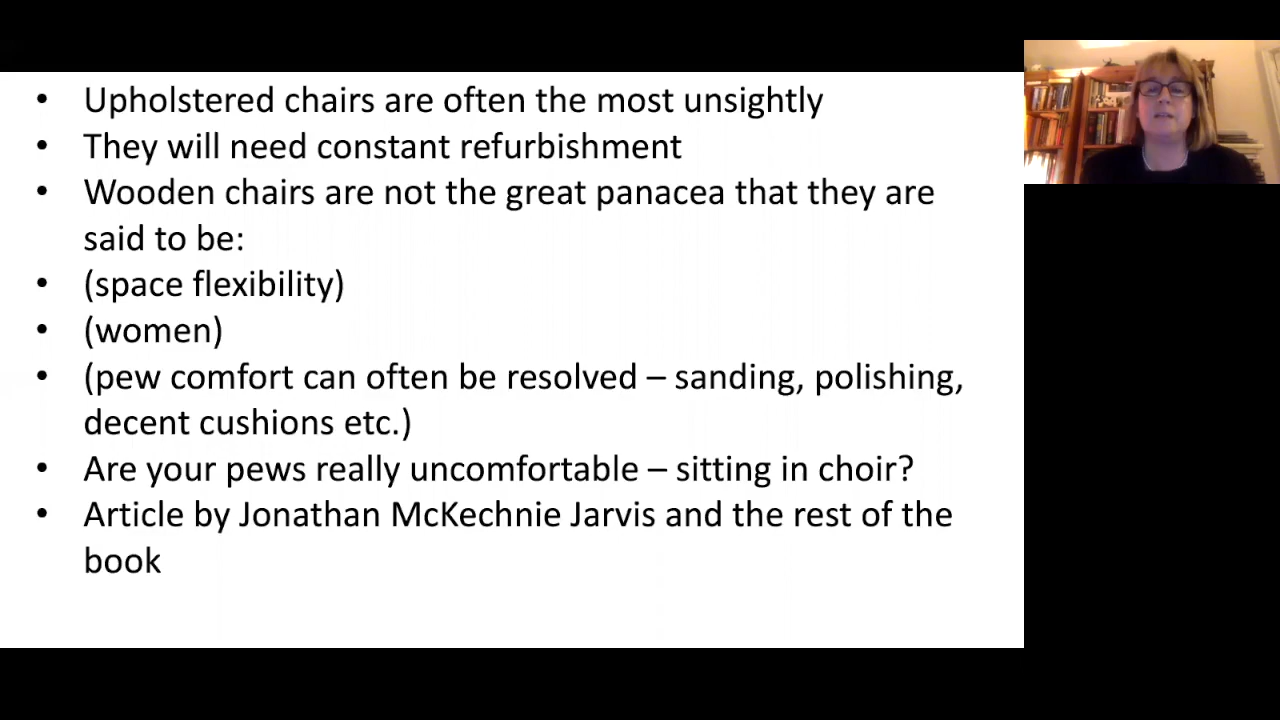 • Upholstered chairs are often the most unsightly
• They will need constant refurbishment
• Wooden chairs are not the great panacea that they are
said to be:
• (space flexibility)
• (women)
• (pew comfort can often be resolved – sanding, polishing,
decent cushions etc.)
• Are your pews really uncomfortable – sitting in choir?
• Article by Jonathan McKechnie Jarvis and the rest of the
book